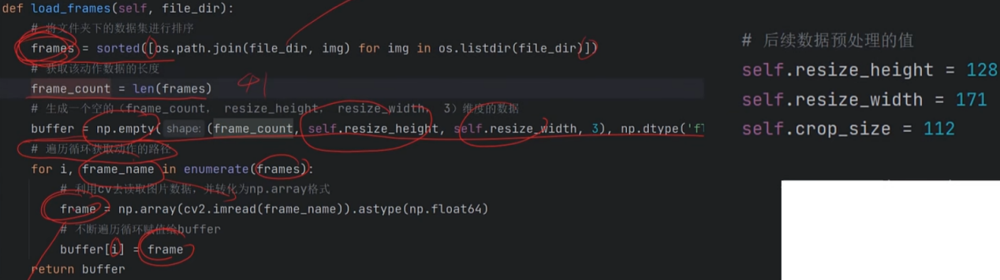 def load_frames(self, file_dir):
# 将文件夹下的数据集进行排序
frames = sorted([os.path.join(file_dir, img) for img in os.listdir(file_dir)])
# 获取该动作数据的长度
frame_count = len(frames) 41
# 生成一个空的（frame_count， resize_height， resize_width， 3）维度的数据
buffer = np.empty( shape: (frame_count, self.resize_height, self.resize_width, 3), np.dtype('fl
# 遍历循环获取动作的路径
for i, frame_name in enumerate(frames):
# 利用cv去读取图片数据，并转化为np.array格式
frame = np.array(cv2.imread(frame_name)).astype(np.float64)
# 不断遍历循环赋值给buffer
buffer[i] = frame
return buffer
# 后续数据预处理的值
self.resize_height = 128
self.resize_width = 171
self.crop_size = 112